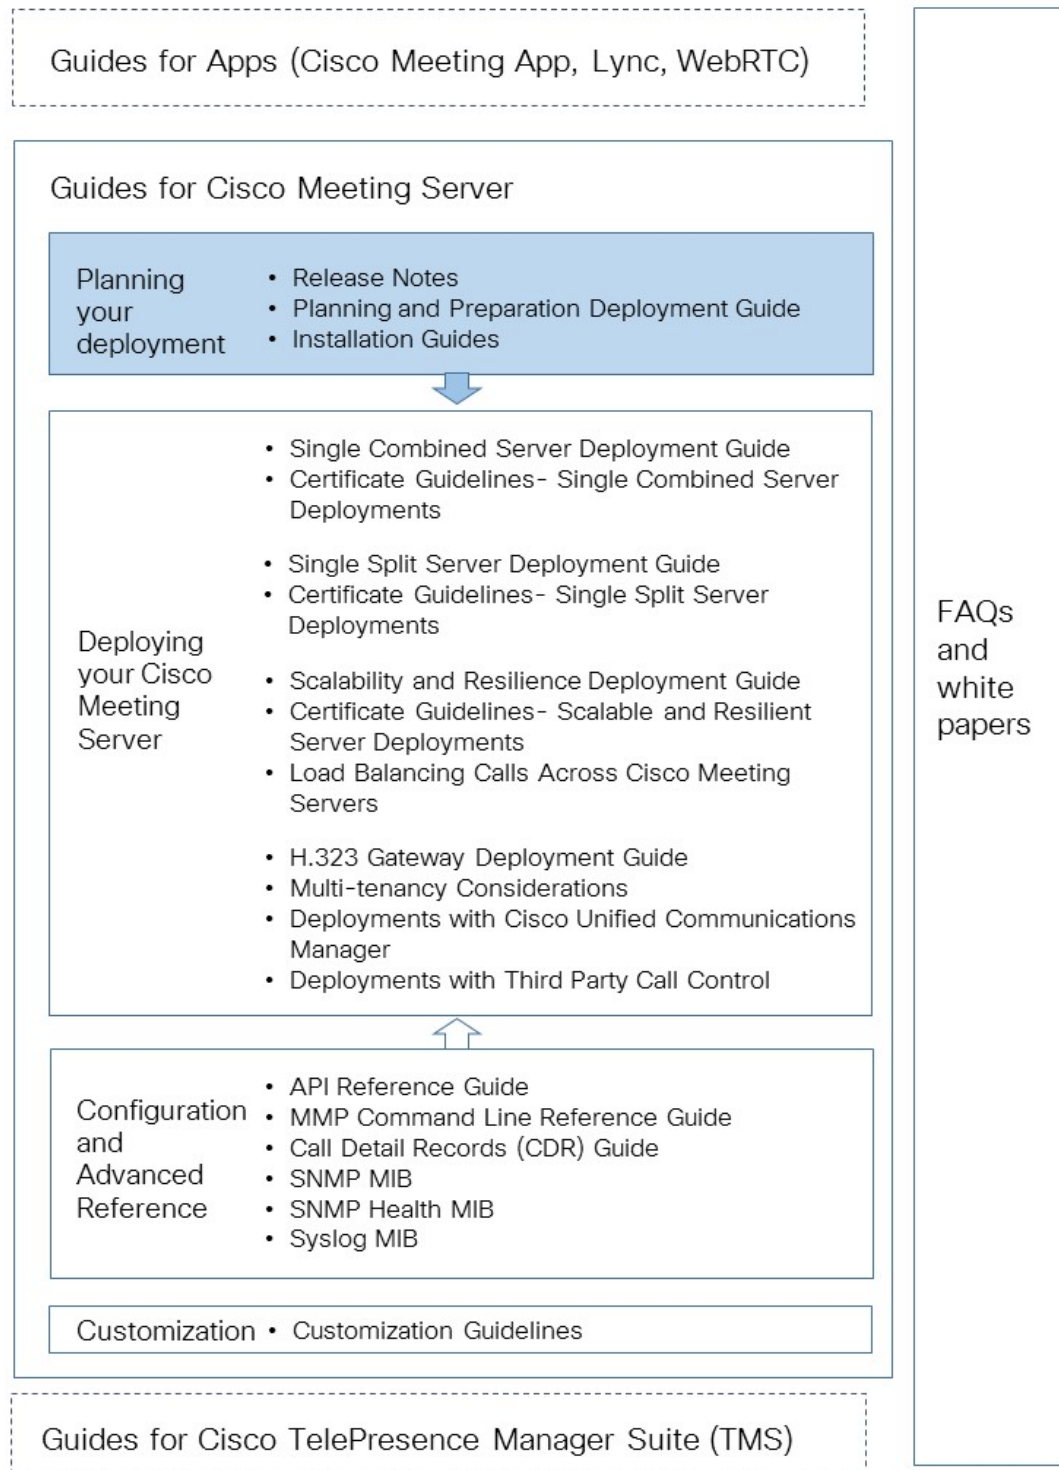 Guides for Apps (Cisco Meeting App, Lync, WebRTC)
Guides for Cisco Meeting Server
Planning
your
deployment
• Release Notes
• Planning and Preparation Deployment Guide
• Installation Guides
Deploying
your Cisco
Meeting
Server
• Single Combined Server Deployment Guide
• Certificate Guidelines- Single Combined Server
Deployments
• Single Split Server Deployment Guide
• Certificate Guidelines- Single Split Server
Deployments
• Scalability and Resilience Deployment Guide
• Certificate Guidelines- Scalable and Resilient
Server Deployments
• Load Balancing Calls Across Cisco Meeting
Servers
• H.323 Gateway Deployment Guide
• Multi-tenancy Considerations
• Deployments with Cisco Unified Communications
Manager
• Deployments with Third Party Call Control
Configuration
and
Advanced
Reference
• API Reference Guide
• MMP Command Line Reference Guide
• Call Detail Records (CDR) Guide
• SNMP MIB
• SNMP Health MIB
• Syslog MIB
Customization • Customization Guidelines
Guides for Cisco TelePresence Manager Suite (TMS)
FAQs
and
white
papers